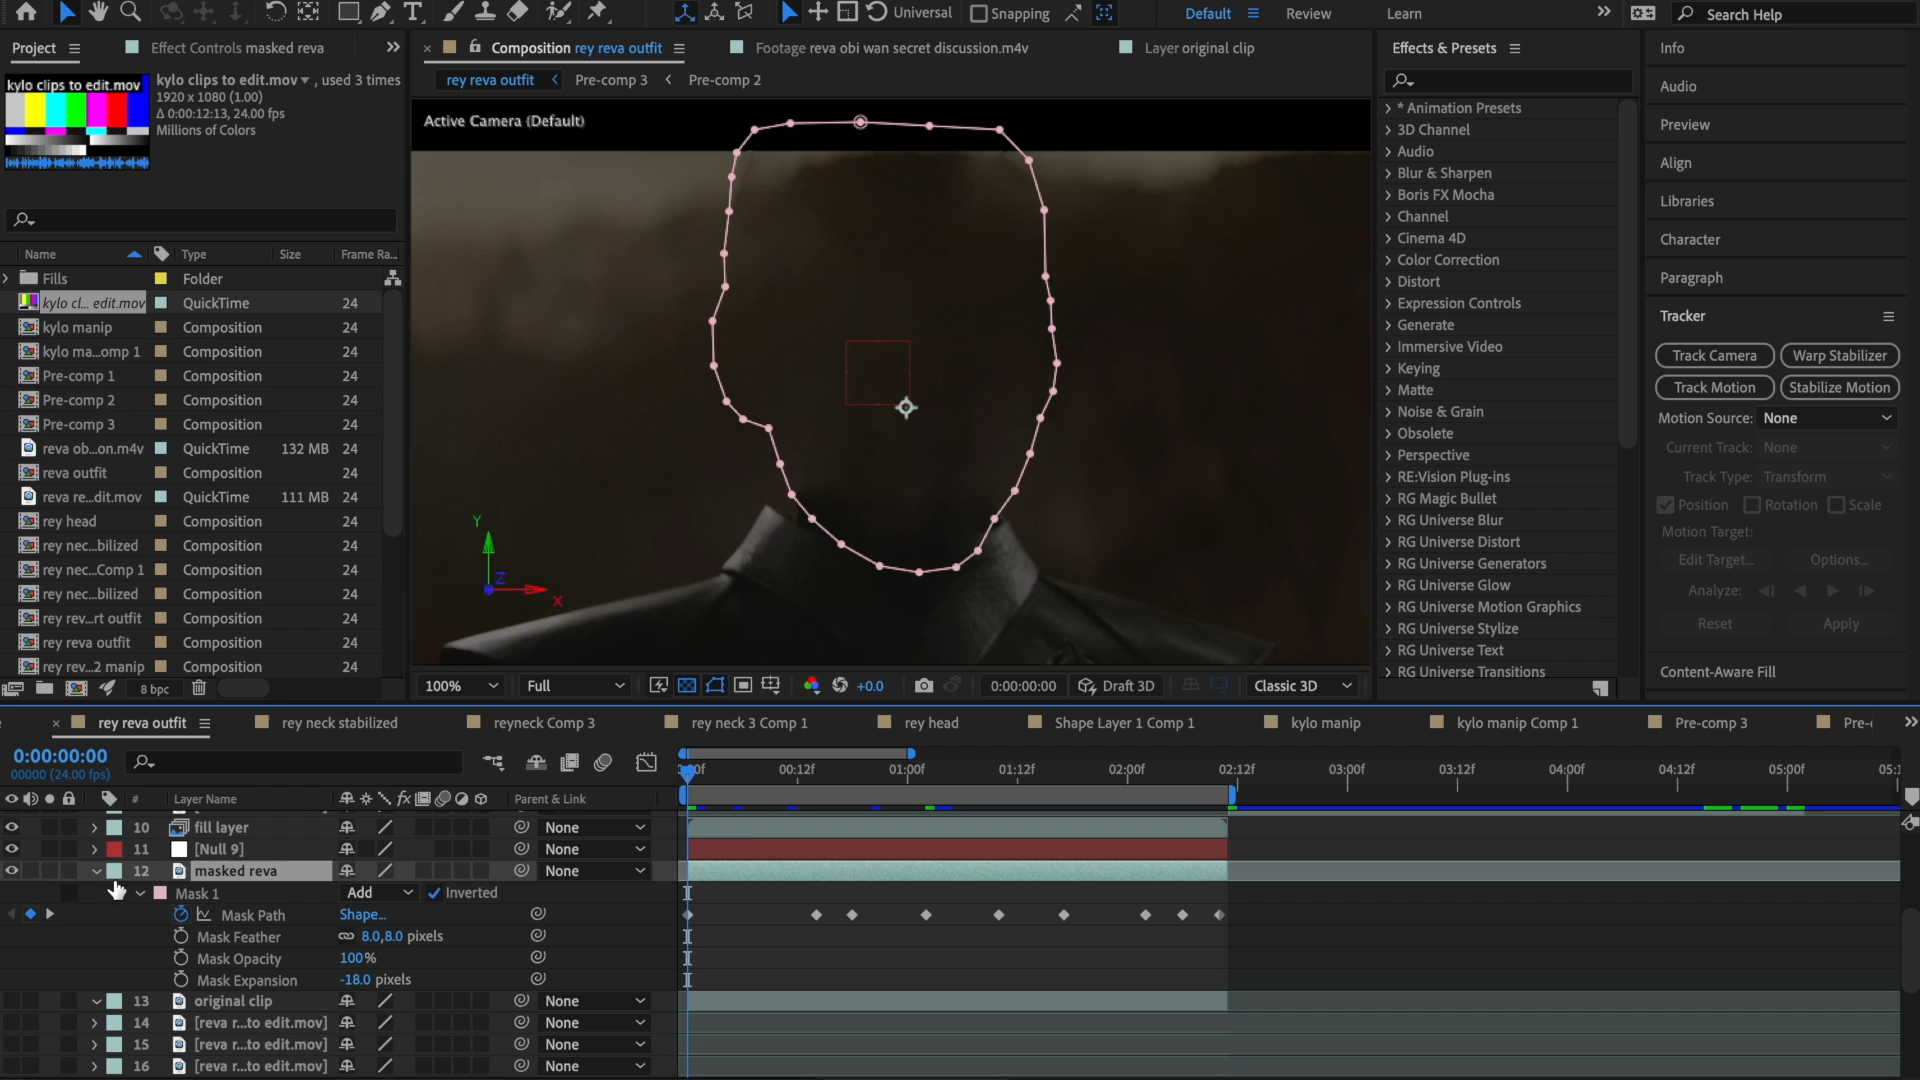 Universal
Snapping
Default
Review
Learn
Search Help
Project
Effect Controls masked reva
Composition rey reva outfit
Footage reva obi wan secret discussion.m4v
Layer original clip
Effects & Presets
Info
kylo clips to edit.mov
kylo clips to edit.mov , used 3 times
1920 x 1080 (1.00)
Δ 0:00:12:13, 24.00 fps
Millions of Colors
rey reva outfit
Pre-comp 3
Pre-comp 2
Active Camera (Default)
Y
Z
X
Name
Type
Size
Frame Ra...
Fills Folder
kylo cl... edit.mov QuickTime 24
kylo manip Composition 24
kylo ma...omp 1 Composition 24
Pre-comp 1 Composition 24
Pre-comp 2 Composition 24
Pre-comp 3 Composition 24
reva ob...on.m4v QuickTime 132 MB 24
reva outfit Composition 24
reva re...dit.mov QuickTime 111 MB 24
rey head Composition 24
rey nec...bilized Composition 24
rey nec...Comp 1 Composition 24
rey nec...bilized Composition 24
rey rev...rt outfit Composition 24
rey reva outfit Composition 24
rey rev...2 manip Composition 24
8 bpc
100%
Full
+0.0
0:00:00:00
Draft 3D
Classic 3D
* Animation Presets
3D Channel
Audio
Blur & Sharpen
Boris FX Mocha
Channel
Cinema 4D
Color Correction
Distort
Expression Controls
Generate
Immersive Video
Keying
Matte
Noise & Grain
Obsolete
Perspective
RE:Vision Plug-ins
RG Magic Bullet
RG Universe Blur
RG Universe Distort
RG Universe Generators
RG Universe Glow
RG Universe Motion Graphics
RG Universe Stylize
RG Universe Text
RG Universe Transitions
Audio
Preview
Align
Libraries
Character
Paragraph
Tracker
Track Camera
Warp Stabilizer
Track Motion
Stabilize Motion
Motion Source: None
Current Track: None
Track Type: Transform
Position Rotation Scale
Motion Target:
Edit Target...
Options...
Analyze:
Reset
Apply
Content-Aware Fill
rey reva outfit
rey neck stabilized
reyneck Comp 3
rey neck 3 Comp 1
rey head
Shape Layer 1 Comp 1
kylo manip
kylo manip Comp 1
Pre-comp 3
Pre-
0:00:00:00
00000 (24.00 fps)
:00f 00:12f 01:00f 01:12f 02:00f 02:12f 03:00f 03:12f 04:00f 04:12f 05:00f 05:1
# Layer Name
fx
Parent & Link
10 fill layer None
11 [Null 9] None
12 masked reva None
Mask 1 Add Inverted
Mask Path Shape...
Mask Feather 8.0,8.0 pixels
Mask Opacity 100%
Mask Expansion -18.0 pixels
13 original clip None
14 [reva r...to edit.mov] None
15 [reva r...to edit.mov] None
16 [reva r...to edit.mov] None